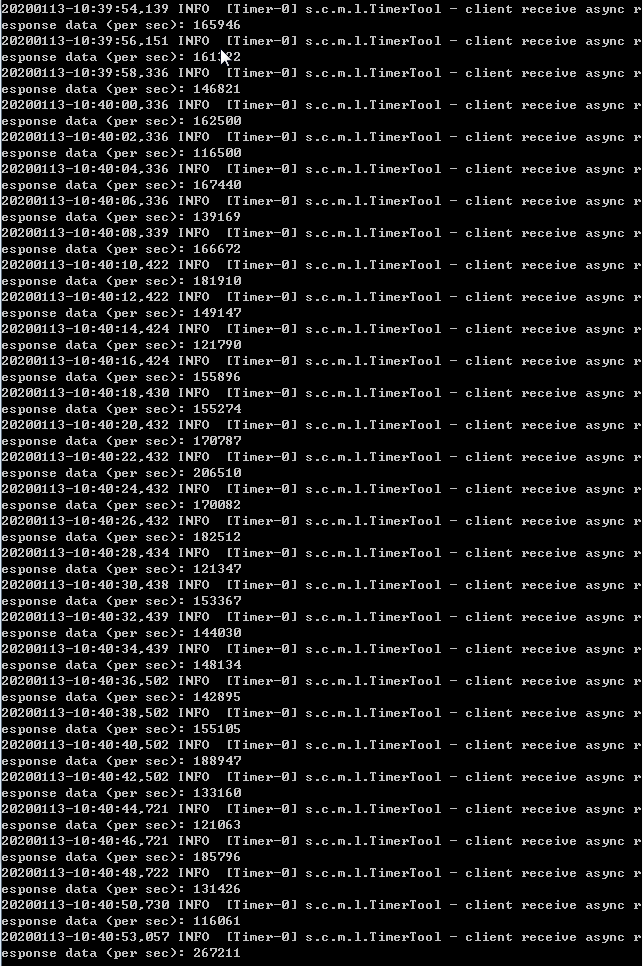 20200113-10:39:54,139 INFO  [Timer-0] s.c.m.l.TimerTool - client receive async r
esponse data (per sec): 165946
20200113-10:39:56,151 INFO  [Timer-0] s.c.m.l.TimerTool - client receive async r
esponse data (per sec):
20200113-10:39:58,336 INFO  [Timer-0] s.c.m.l.TimerTool - client receive async r
esponse data (per sec): 146821
20200113-10:40:00,336 INFO  [Timer-0] s.c.m.l.TimerTool - client receive async r
esponse data (per sec): 162500
20200113-10:40:02,336 INFO  [Timer-0] s.c.m.l.TimerTool - client receive async r
esponse data (per sec): 116500
20200113-10:40:04,336 INFO  [Timer-0] s.c.m.l.TimerTool - client receive async r
esponse data (per sec): 167440
20200113-10:40:06,336 INFO  [Timer-0] s.c.m.l.TimerTool - client receive async r
esponse data (per sec): 139169
20200113-10:40:08,339 INFO  [Timer-0] s.c.m.l.TimerTool - client receive async r
esponse data (per sec): 166672
20200113-10:40:10,422 INFO  [Timer-0] s.c.m.l.TimerTool - client receive async r
esponse data (per sec): 181910
20200113-10:40:12,422 INFO  [Timer-0] s.c.m.l.TimerTool - client receive async r
esponse data (per sec): 149147
20200113-10:40:14,424 INFO  [Timer-0] s.c.m.l.TimerTool - client receive async r
esponse data (per sec): 121790
20200113-10:40:16,424 INFO  [Timer-0] s.c.m.l.TimerTool - client receive async r
esponse data (per sec): 155896
20200113-10:40:18,430 INFO  [Timer-0] s.c.m.l.TimerTool - client receive async r
esponse data (per sec): 155274
20200113-10:40:20,432 INFO  [Timer-0] s.c.m.l.TimerTool - client receive async r
esponse data (per sec): 170787
20200113-10:40:22,432 INFO  [Timer-0] s.c.m.l.TimerTool - client receive async r
esponse data (per sec): 206510
20200113-10:40:24,432 INFO  [Timer-0] s.c.m.l.TimerTool - client receive async r
esponse data (per sec): 170082
20200113-10:40:26,432 INFO  [Timer-0] s.c.m.l.TimerTool - client receive async r
esponse data (per sec): 182512
20200113-10:40:28,434 INFO  [Timer-0] s.c.m.l.TimerTool - client receive async r
esponse data (per sec): 121347
20200113-10:40:30,438 INFO  [Timer-0] s.c.m.l.TimerTool - client receive async r
esponse data (per sec): 153367
20200113-10:40:32,439 INFO  [Timer-0] s.c.m.l.TimerTool - client receive async r
esponse data (per sec): 144030
20200113-10:40:34,439 INFO  [Timer-0] s.c.m.l.TimerTool - client receive async r
esponse data (per sec): 148134
20200113-10:40:36,502 INFO  [Timer-0] s.c.m.l.TimerTool - client receive async r
esponse data (per sec): 142895
20200113-10:40:38,502 INFO  [Timer-0] s.c.m.l.TimerTool - client receive async r
esponse data (per sec): 155105
20200113-10:40:40,502 INFO  [Timer-0] s.c.m.l.TimerTool - client receive async r
esponse data (per sec): 188947
20200113-10:40:42,502 INFO  [Timer-0] s.c.m.l.TimerTool - client receive async r
esponse data (per sec): 133160
20200113-10:40:44,721 INFO  [Timer-0] s.c.m.l.TimerTool - client receive async r
esponse data (per sec): 121063
20200113-10:40:46,721 INFO  [Timer-0] s.c.m.l.TimerTool - client receive async r
esponse data (per sec): 185796
20200113-10:40:48,722 INFO  [Timer-0] s.c.m.l.TimerTool - client receive async r
esponse data (per sec): 131426
20200113-10:40:50,730 INFO  [Timer-0] s.c.m.l.TimerTool - client receive async r
esponse data (per sec): 116061
20200113-10:40:53,057 INFO  [Timer-0] s.c.m.l.TimerTool - client receive async r
esponse data (per sec): 267211